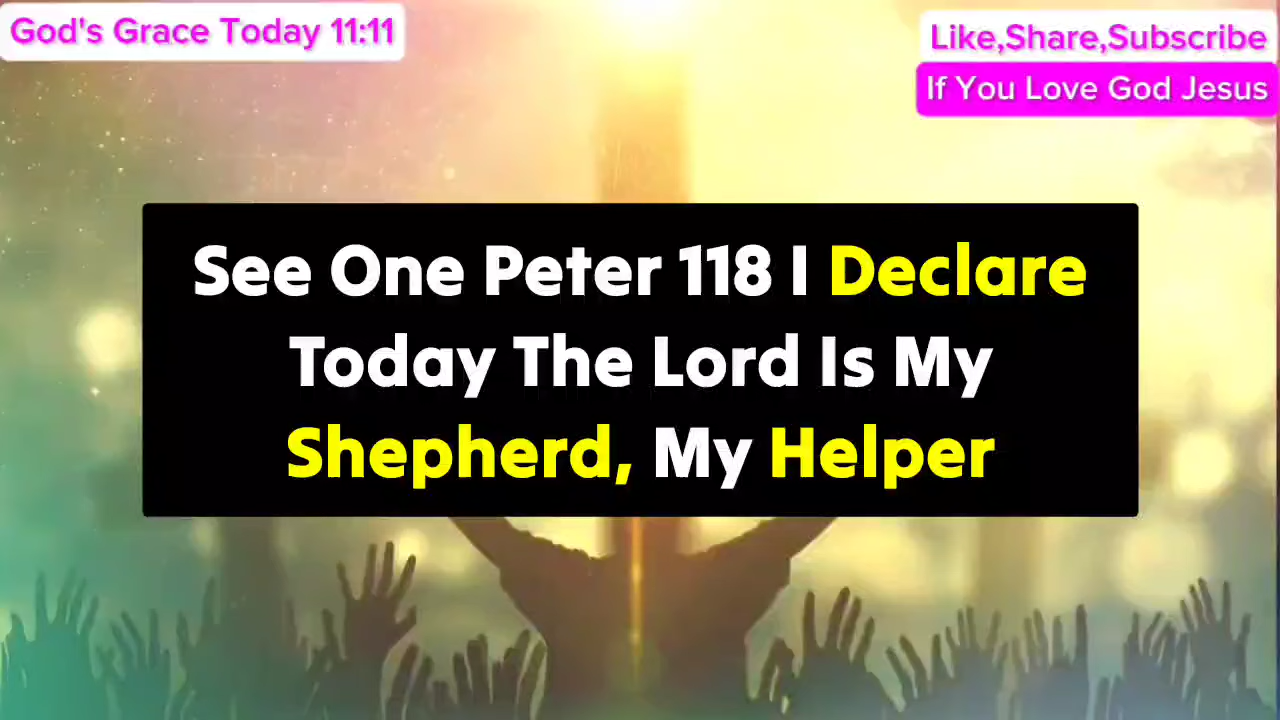 God's Grace Today 11:11
Like,Share,Subscribe
If You Love God Jesus
See One Peter 118 I Declare
Today The Lord Is My
Shepherd, My Helper